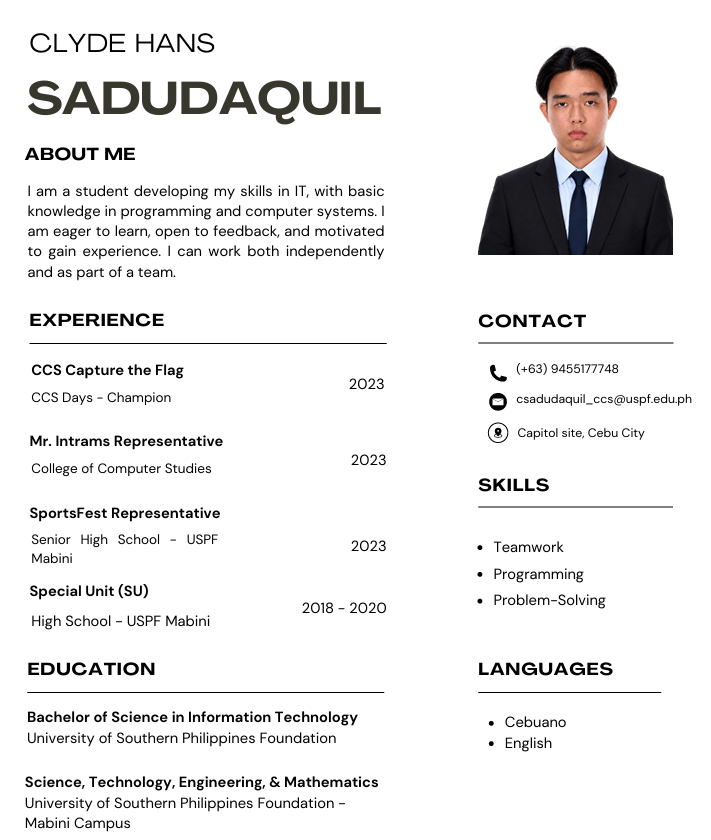 CLYDE HANS
SADUDAQUIL
ABOUT ME
I am a student developing my skills in IT, with basic
knowledge in programming and computer systems. I
am eager to learn, open to feedback, and motivated
to gain experience. I can work both independently
and as part of a team.
EXPERIENCE
CCS Capture the Flag
CCS Days - Champion
2023
Mr. Intrams Representative
College of Computer Studies
2023
SportsFest Representative
Senior High School - USPF
Mabini
2023
Special Unit (SU)
High School - USPF Mabini
2018 - 2020
EDUCATION
Bachelor of Science in Information Technology
University of Southern Philippines Foundation
Science, Technology, Engineering, & Mathematics
University of Southern Philippines Foundation -
Mabini Campus
CONTACT
(+63) 9455177748
csadudaquil_ccs@uspf.edu.ph
Capitol site, Cebu City
SKILLS
• Teamwork
• Programming
• Problem-Solving
LANGUAGES
• Cebuano
• English